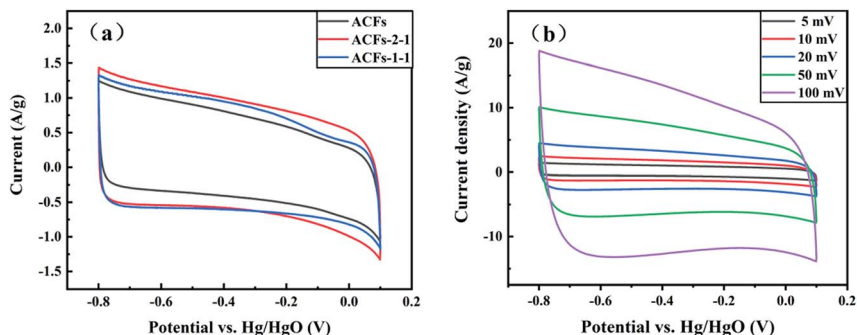 (a)
ACFs
ACFs-2-1
ACFs-1-1
Current (A/g)
2.0
1.5
1.0
0.5
0.0
-0.5
-1.0
-1.5
-0.8 -0.6 -0.4 -0.2 0.0 0.2
Potential vs. Hg/HgO (V)
(b)
5 mV
10 mV
20 mV
50 mV
100 mV
Current density (A/g)
20
10
0
-10
-0.8 -0.6 -0.4 -0.2 0.0 0.2
Potential vs. Hg/HgO (V)